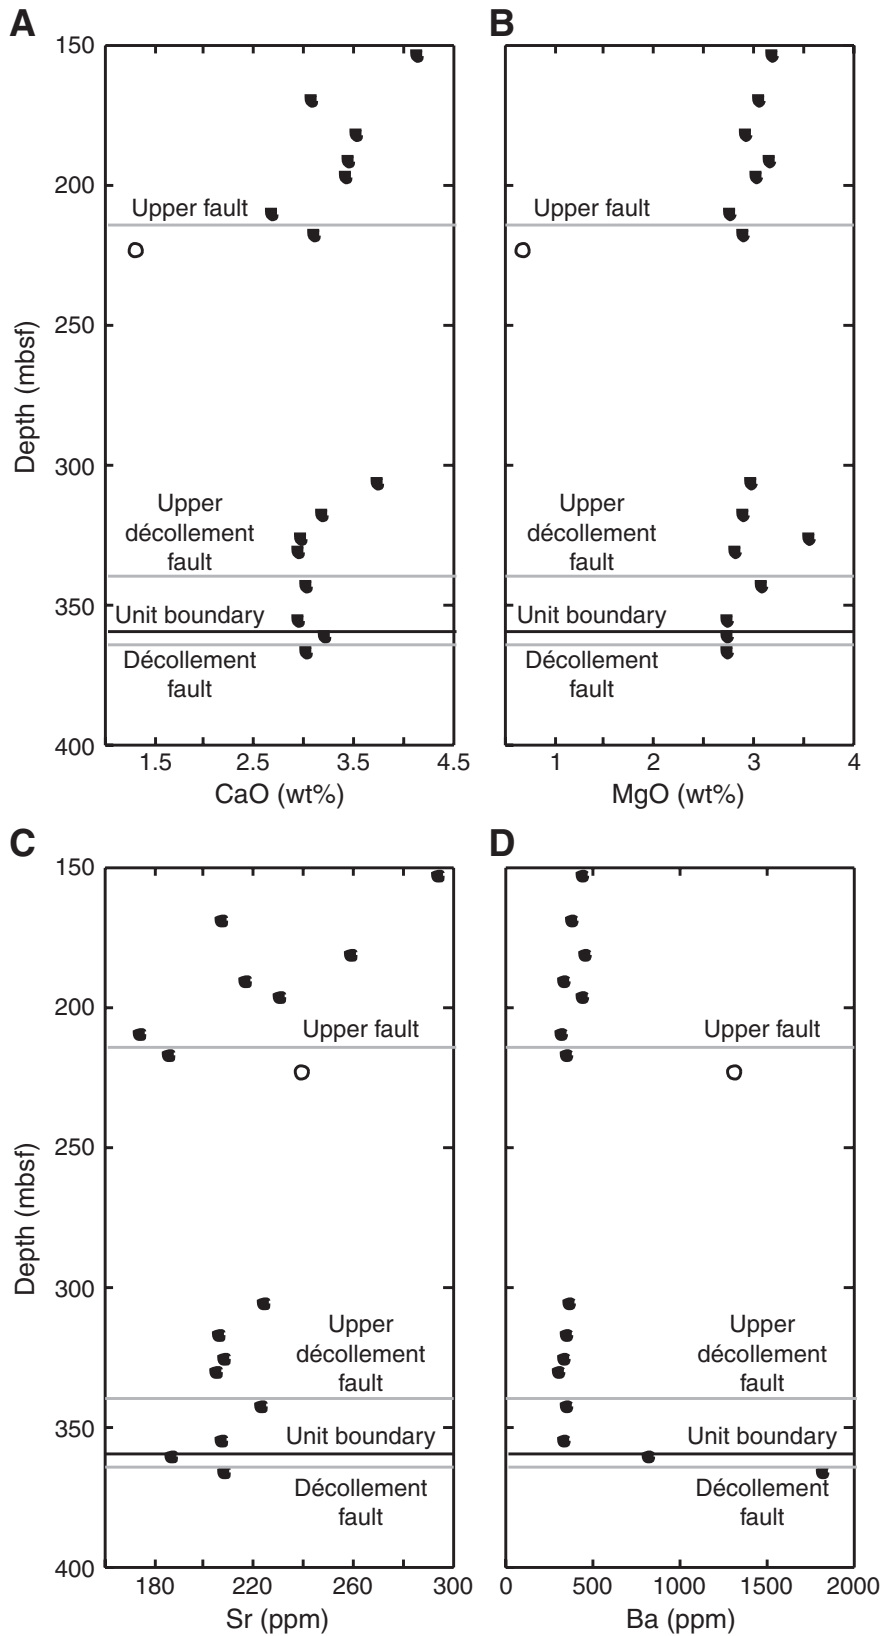 A
B
150
200
250
300
350
400
Depth (mbsf)
Upper fault
Upper
décollement
fault
Unit boundary
Décollement
fault
1.5
2.5
3.5
4.5
CaO (wt%)
Upper fault
Upper
décollement
fault
Unit boundary
Décollement
fault
1
2
3
4
MgO (wt%)
C
D
150
200
250
300
350
400
Depth (mbsf)
Upper fault
Upper
décollement
fault
Unit boundary
Décollement
fault
180
220
260
300
Sr (ppm)
Upper fault
Upper
décollement
fault
Unit boundary
Décollement
fault
0
500
1000
1500
2000
Ba (ppm)